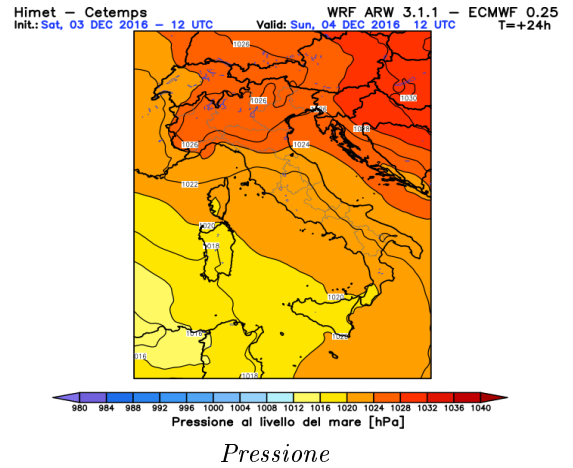 Himet – Cetemps WRF ARW 3.1.1 – ECMWF 0.25
Init.: Sat, 03 DEC 2016 – 12 UTC Valid: Sun, 04 DEC 2016 12 UTC T=+24h
1026
1030
1026
1028
1026
1024
1022
1020
1018
1020
1016
016
1018
980 984 988 992 996 1000 1004 1008 1012 1016 1020 1024 1028 1032 1036 1040
Pressione al livello del mare [hPa]
Pressione